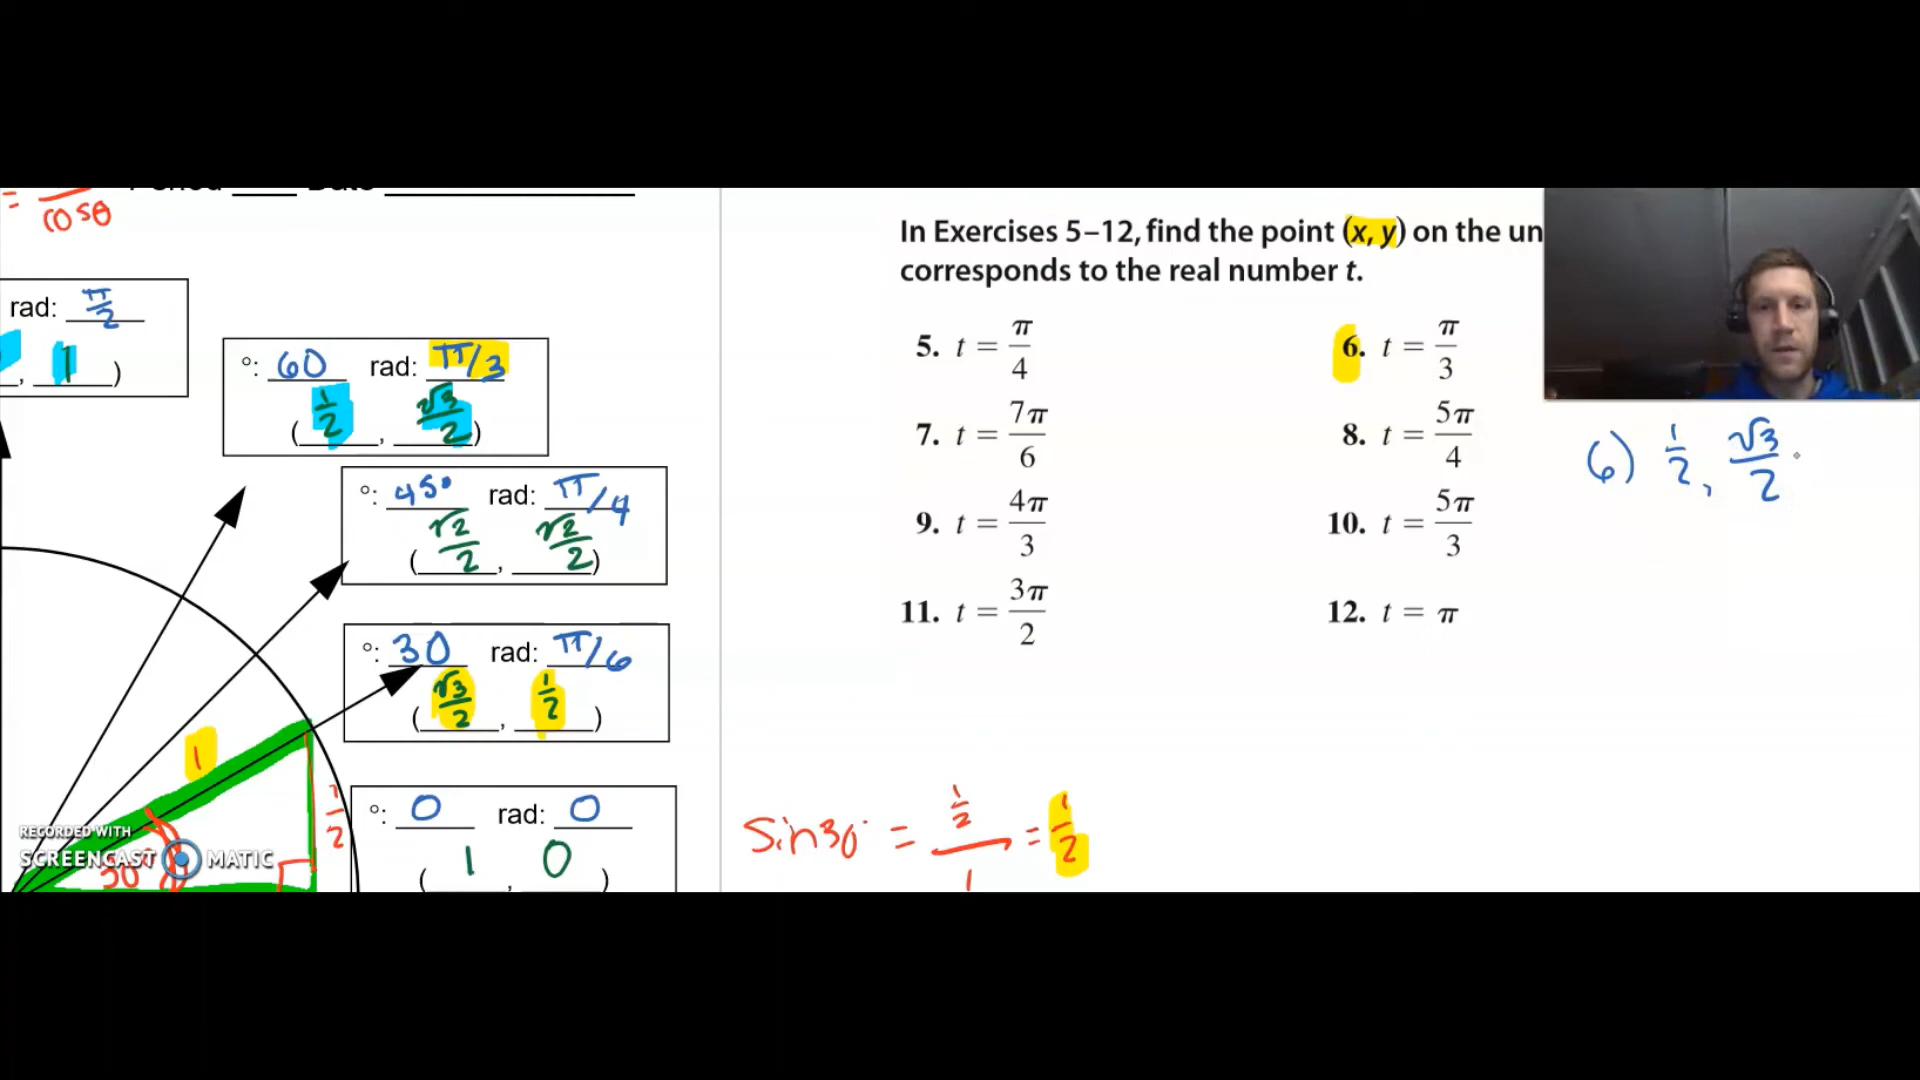 = cosθ
rad: π/2
, 1 )
°: 60 rad: π/3
( 1/2 , √3/2 )
°: 45° rad: π/4
( √2/2 , √2/2 )
°: 30 rad: π/6
( √3/2 , 1/2 )
1
1/2
30°
°: 0 rad: 0
( 1 , 0 )
RECORDED WITH
SCREENCAST MATIC
In Exercises 5–12, find the point (x, y) on the un
corresponds to the real number t.
5. t = π/4
6. t = π/3
7. t = 7π/6
8. t = 5π/4
9. t = 4π/3
10. t = 5π/3
11. t = 3π/2
12. t = π
6) 1/2, √3/2
sin30° = 1/2 / 1 = 1/2